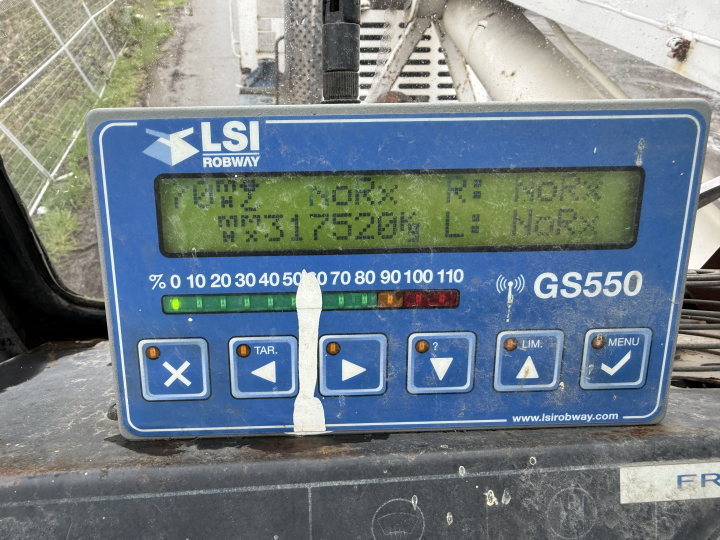 LSI
ROBWAY
NoRx R: NoRx
317520Kg L: NoRx
% 0 10 20 30 40 50 60 70 80 90 100 110
GS550
TAR.
?
LIM.
MENU
www.lsirobway.com
FR